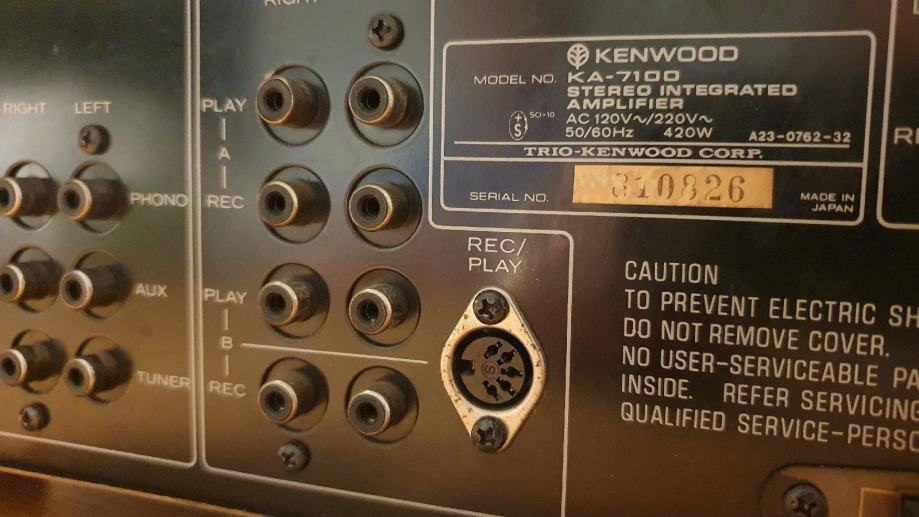 RIGHT
RIGHT LEFT
PHONO
AUX
TUNER
PLAY
A
REC
PLAY
B
REC
REC/
PLAY
KENWOOD
MODEL NO. KA-7100
STEREO INTEGRATED
AMPLIFIER
S SO-10 AC 120V~/220V~
50/60Hz 420W A23-0762-32
TRIO-KENWOOD CORP.
SERIAL NO. 310826 MADE IN
JAPAN
CAUTION
TO PREVENT ELECTRIC SH
DO NOT REMOVE COVER.
NO USER-SERVICEABLE PA
INSIDE. REFER SERVICING
QUALIFIED SERVICE-PERSO